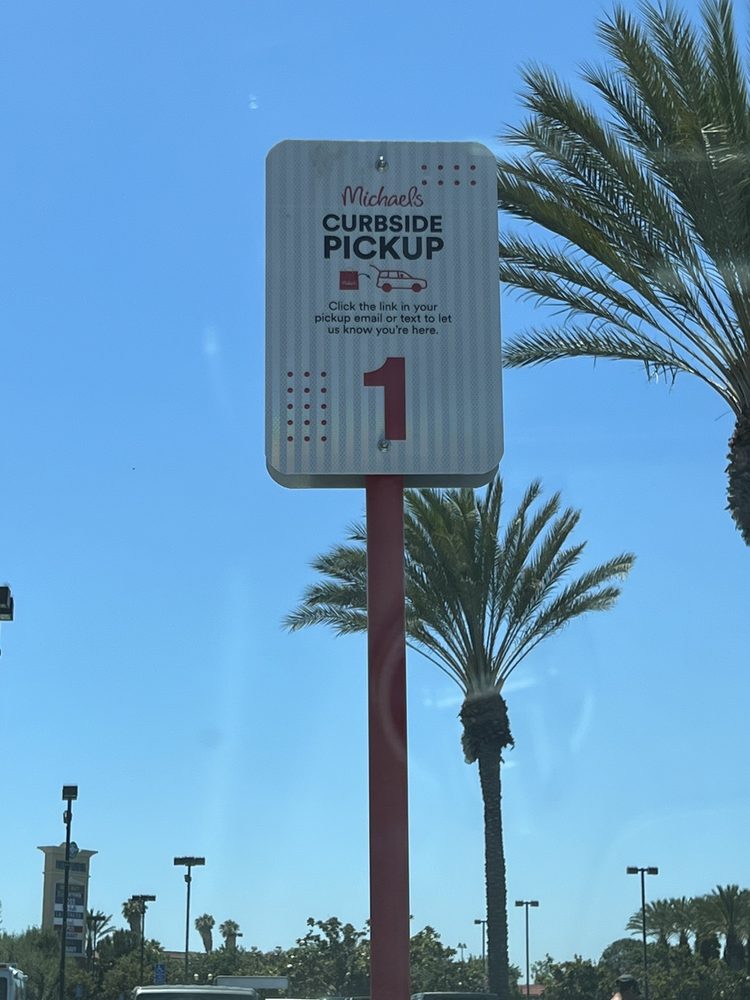 Michaels
CURBSIDE
PICKUP
Click the link in your
pickup email or text to let
us know you're here.
1